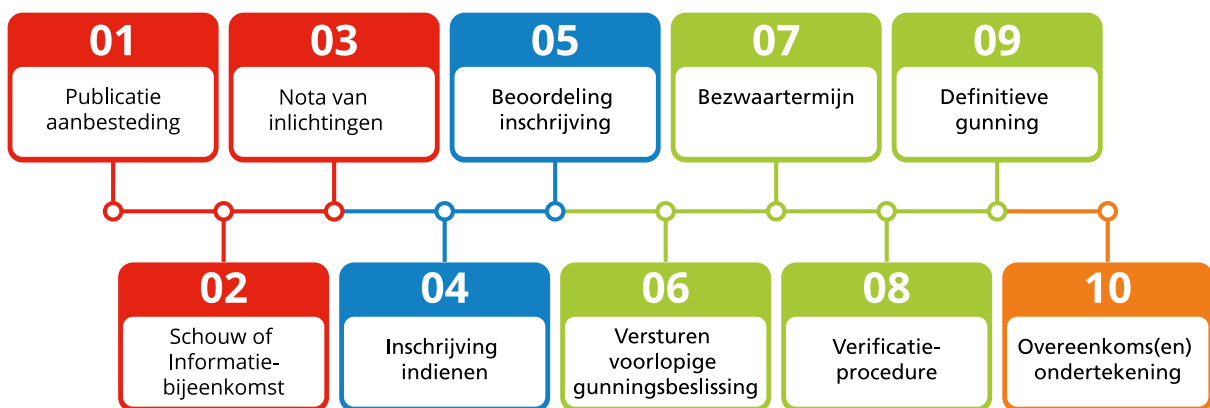 01
Publicatie
aanbesteding
03
Nota van
inlichtingen
05
Beoordeling
inschrijving
07
Bezwaartermijn
09
Definitieve
gunning
02
Schouw of
Informatie-
bijeenkomst
04
Inschrijving
indienen
06
Versturen
voorlopige
gunningsbeslissing
08
Verificatie-
procedure
10
Overeenkoms(en)
ondertekening